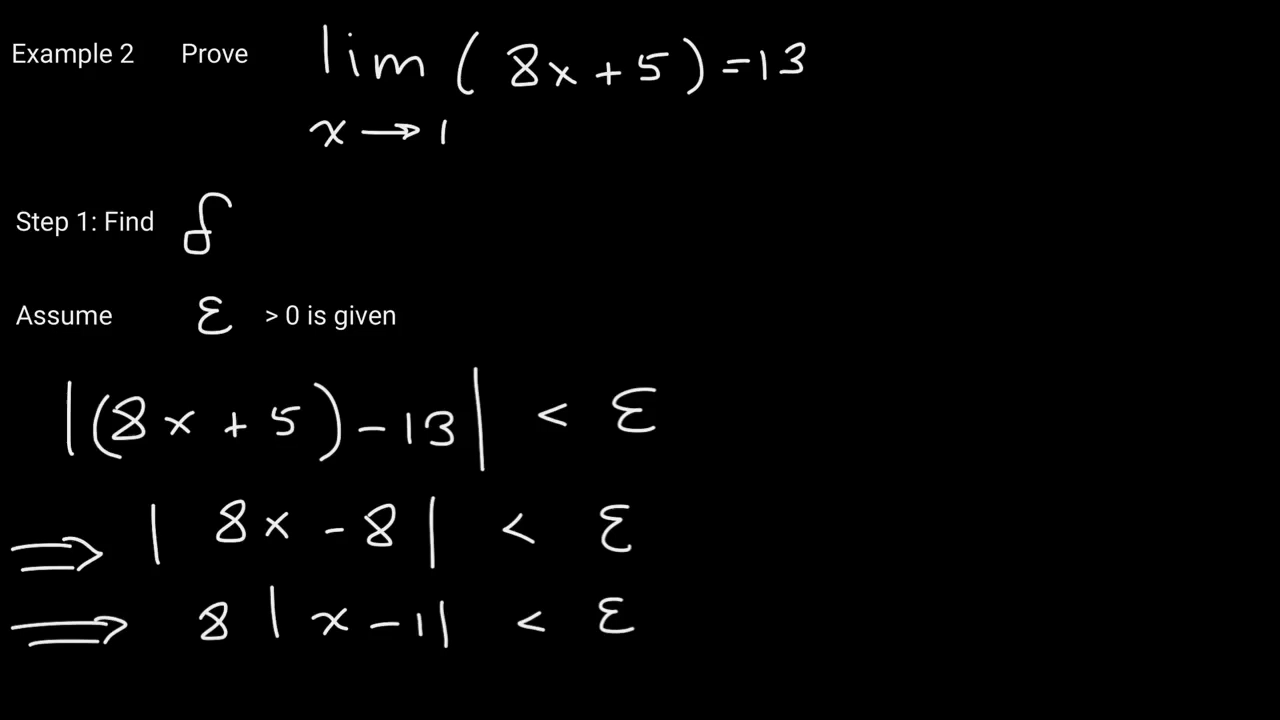 Example 2 Prove lim ( 8x + 5 ) = 13
x → 1
Step 1: Find δ
Assume ε > 0 is given
|(8x + 5) - 13| < ε
⇒ | 8x - 8 | < ε
⇒ 8 | x - 1 | < ε